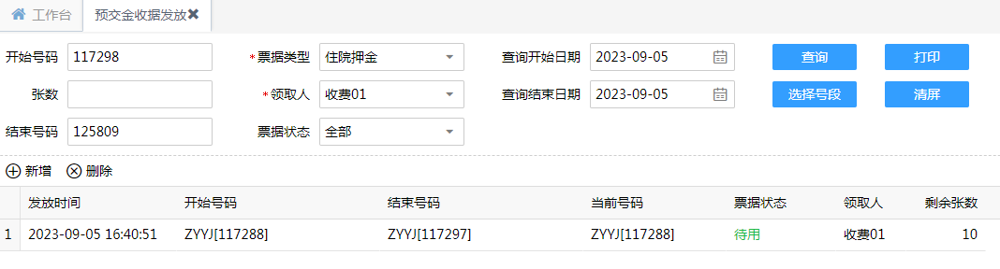 工作台 预交金收据发放
开始号码 117298 *票据类型 住院押金 查询开始日期 2023-09-05 查询 打印
张数 *领取人 收费01 查询结束日期 2023-09-05 选择号段 清屏
结束号码 125809 票据状态 全部
新增 删除
发放时间 开始号码 结束号码 当前号码 票据状态 领取人 剩余张数
1 2023-09-05 16:40:51 ZYYJ[117288] ZYYJ[117297] ZYYJ[117288] 待用 收费01 10